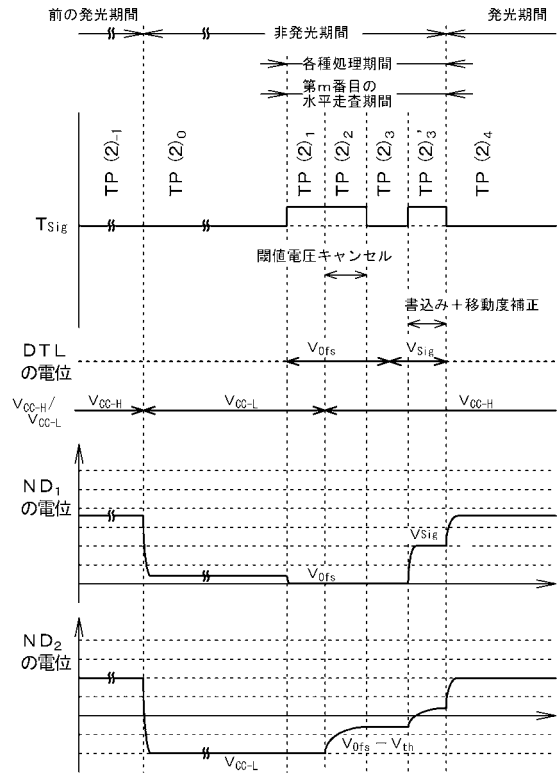 前の発光期間 非発光期間 発光期間
各種処理期間
第m番目の
水平走査期間
TP (2)-1
TP (2)0
TP (2)1
TP (2)2
TP (2)3
TP (2)3'
TP (2)4
TSig
閾値電圧キャンセル
書込み+移動度補正
DTL
の電位
VOfs
VSig
VCC-H/
VCC-L
VCC-H
VCC-L
VCC-H
ND1
の電位
VOfs
VSig
ND2
の電位
VCC-L
VOfs-Vth